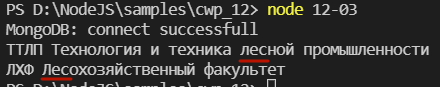 PS D:\NodeJS\samples\cwp_12> node 12-03
MongoDB: connect successfull
ТТЛП Технология и техника лесной промышленности
ЛХФ Лесохозяйственный факультет
PS D:\NodeJS\samples\cwp_12>